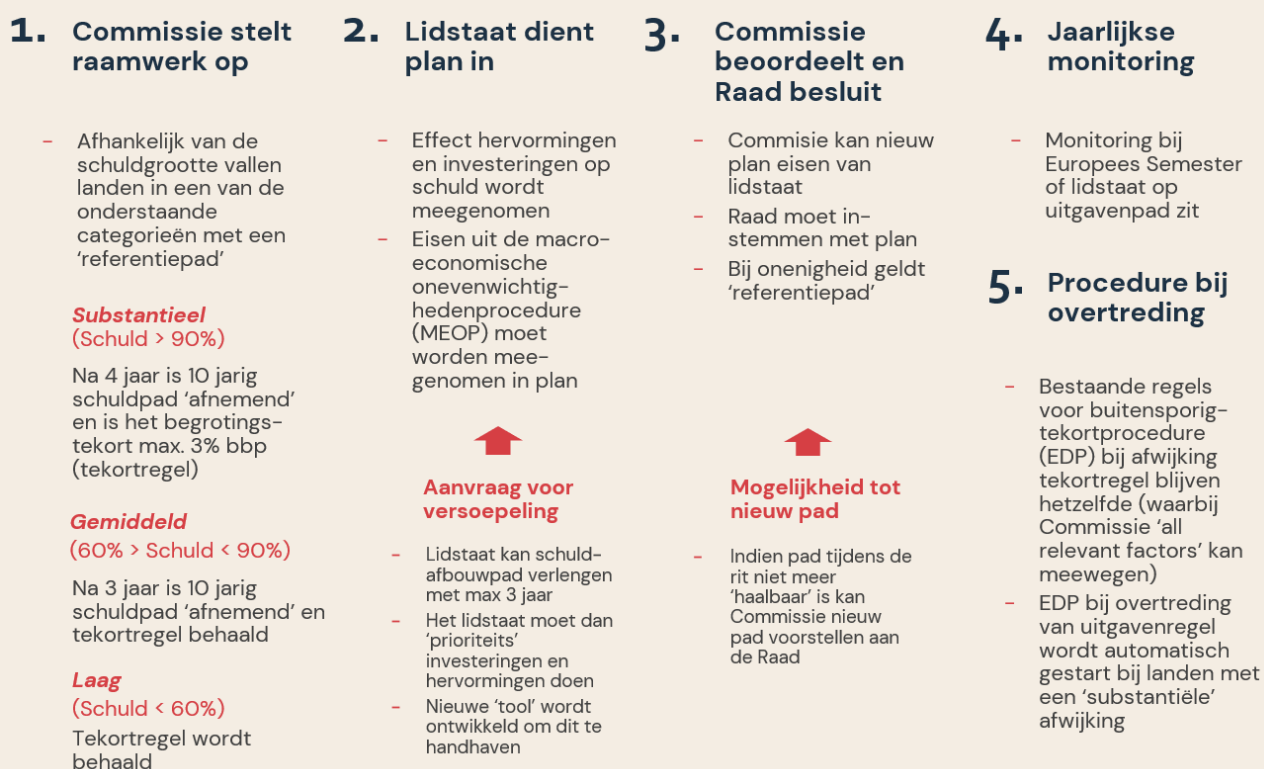 1. Commissie stelt
raamwerk op
- Afhankelijk van de
schuldgrootte vallen
landen in een van de
onderstaande
categorieën met een
‘referentiepad’
Substantieel
(Schuld > 90%)
Na 4 jaar is 10 jarig
schuldpad ‘afnemend’
en is het begrotings-
tekort max. 3% bbp
(tekortregel)
Gemiddeld
(60% > Schuld < 90%)
Na 3 jaar is 10 jarig
schuldpad ‘afnemend’ en
tekortregel behaald
Laag
(Schuld < 60%)
Tekortregel wordt
behaald
2. Lidstaat dient
plan in
- Effect hervormingen
en investeringen op
schuld wordt
meegenomen
- Eisen uit de macro-
economische
onevenwichtig-
hedenprocedure
(MEOP) moet
worden mee-
genomen in plan
Aanvraag voor
versoepeling
- Lidstaat kan schuld-
afbouwpad verlengen
met max 3 jaar
- Het lidstaat moet dan
‘prioriteits’
investeringen en
hervormingen doen
- Nieuwe ‘tool’ wordt
ontwikkeld om dit te
handhaven
3. Commissie
beoordeelt en
Raad besluit
- Commisie kan nieuw
plan eisen van
lidstaat
- Raad moet in-
stemmen met plan
- Bij onenigheid geldt
‘referentiepad’
Mogelijkheid tot
nieuw pad
- Indien pad tijdens de
rit niet meer
‘haalbaar’ is kan
Commissie nieuw
pad voorstellen aan
de Raad
4. Jaarlijkse
monitoring
- Monitoring bij
Europees Semester
of lidstaat op
uitgavenpad zit
5. Procedure bij
overtreding
- Bestaande regels
voor buitensporig-
tekortprocedure
(EDP) bij afwijking
tekortregel blijven
hetzelfde (waarbij
Commissie ‘all
relevant factors’ kan
meewegen)
- EDP bij overtreding
van uitgavenregel
wordt automatisch
gestart bij landen met
een ‘substantiële’
afwijking